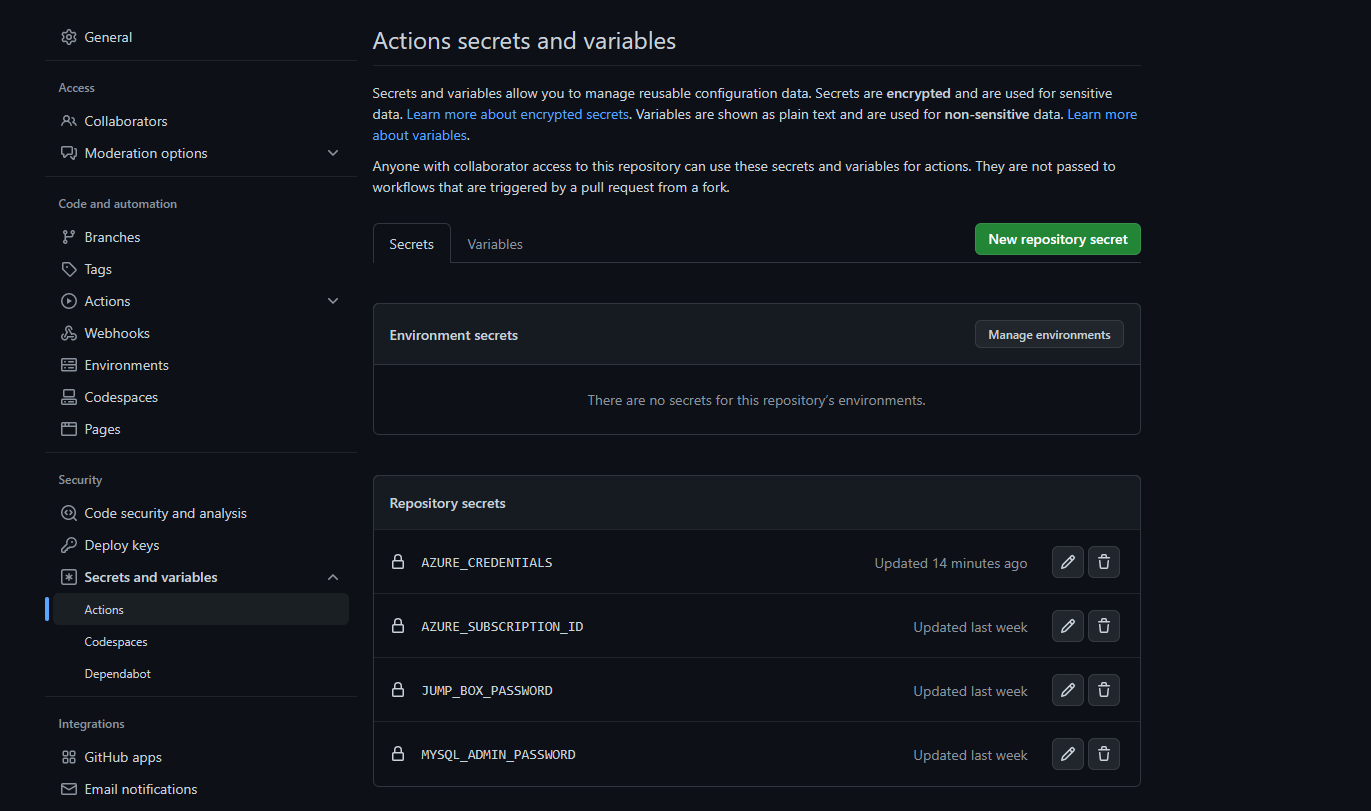 General
Access
Collaborators
Moderation options
Code and automation
Branches
Tags
Actions
Webhooks
Environments
Codespaces
Pages
Security
Code security and analysis
Deploy keys
Secrets and variables
Actions
Codespaces
Dependabot
Integrations
GitHub apps
Email notifications
Actions secrets and variables
Secrets and variables allow you to manage reusable configuration data. Secrets are encrypted and are used for sensitive
data. Learn more about encrypted secrets. Variables are shown as plain text and are used for non-sensitive data. Learn more
about variables.
Anyone with collaborator access to this repository can use these secrets and variables for actions. They are not passed to
workflows that are triggered by a pull request from a fork.
Secrets Variables New repository secret
Environment secrets Manage environments
There are no secrets for this repository's environments.
Repository secrets
AZURE_CREDENTIALS Updated 14 minutes ago
AZURE_SUBSCRIPTION_ID Updated last week
JUMP_BOX_PASSWORD Updated last week
MYSQL_ADMIN_PASSWORD Updated last week